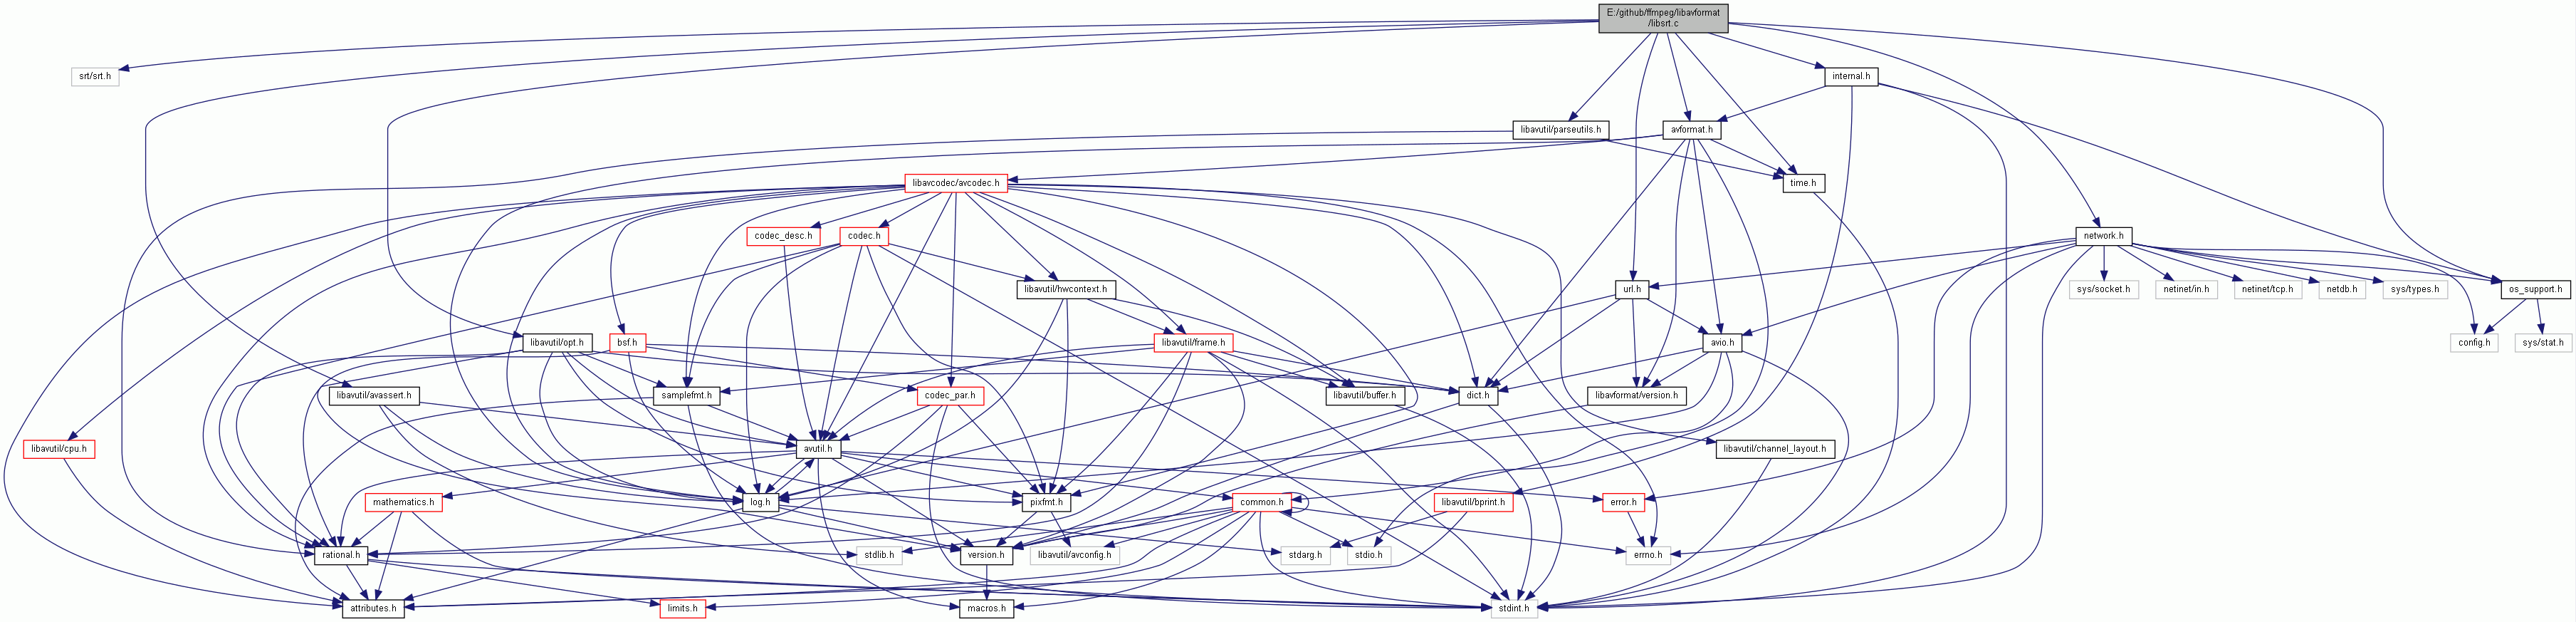 E:/github/ffmpeg/libavformat
/libsrt.c
srt/srt.h
internal.h
libavutil/parseutils.h
avformat.h
libavcodec/avcodec.h
time.h
codec_desc.h
codec.h
network.h
libavutil/hwcontext.h
url.h
sys/socket.h
netinet/in.h
netinet/tcp.h
netdb.h
sys/types.h
os_support.h
libavutil/opt.h
bsf.h
libavutil/frame.h
avio.h
config.h
sys/stat.h
libavutil/avassert.h
samplefmt.h
codec_par.h
libavutil/buffer.h
dict.h
libavformat/version.h
libavutil/cpu.h
avutil.h
libavutil/channel_layout.h
mathematics.h
log.h
pixfmt.h
common.h
libavutil/bprint.h
error.h
rational.h
stdlib.h
version.h
libavutil/avconfig.h
stdarg.h
stdio.h
errno.h
attributes.h
limits.h
macros.h
stdint.h